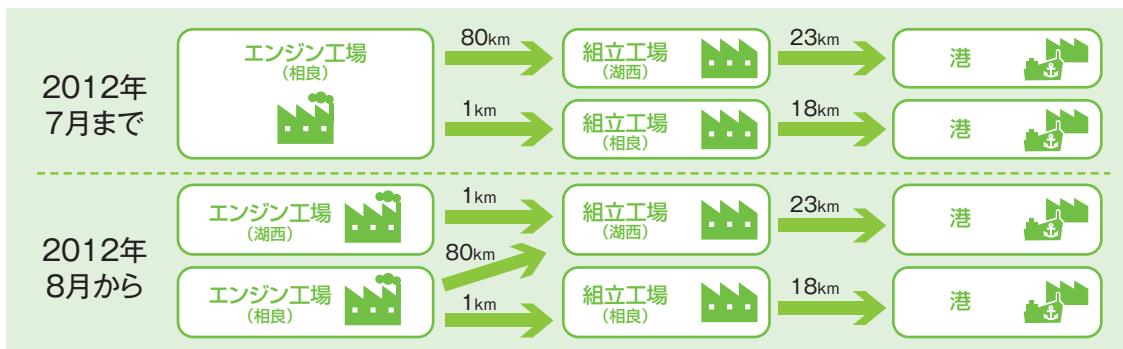 2012年
7月まで
エンジン工場
(相良)
80km
組立工場
(湖西)
23km
港
1km
組立工場
(相良)
18km
港
2012年
8月から
エンジン工場
(湖西)
1km
組立工場
(湖西)
23km
港
80km
エンジン工場
(相良)
1km
組立工場
(相良)
18km
港